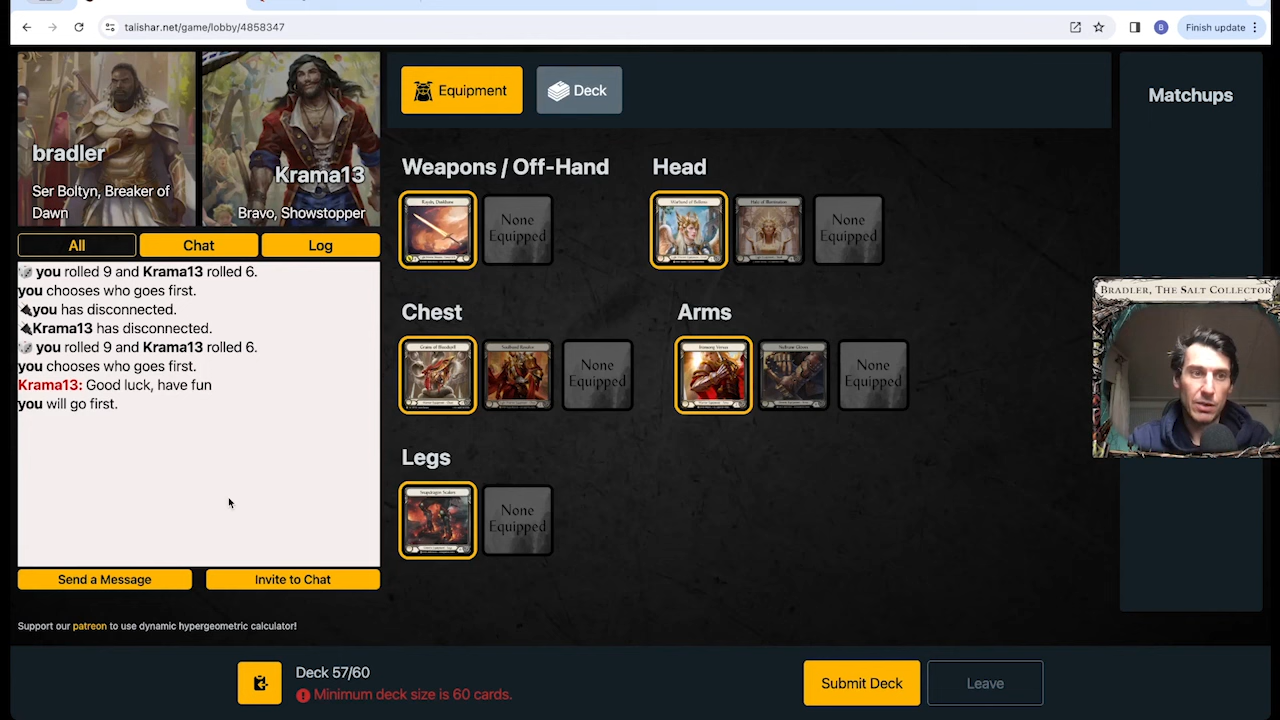 talishar.net/game/lobby/4858347
B
Finish update
bradler
Ser Boltyn, Breaker of
Dawn
Krama13
Bravo, Showstopper
Equipment
Deck
Matchups
Weapons / Off-Hand
Head
None
Equipped
None
Equipped
All
Chat
Log
you rolled 9 and Krama13 rolled 6.
you chooses who goes first.
you has disconnected.
Krama13 has disconnected.
you rolled 9 and Krama13 rolled 6.
you chooses who goes first.
Krama13: Good luck, have fun
you will go first.
Chest
Arms
None
Equipped
None
Equipped
BRADLER, THE SALT COLLECTOR
Legs
Snapdragon Scalers
None
Equipped
Send a Message
Invite to Chat
Support our patreon to use dynamic hypergeometric calculator!
Deck 57/60
Minimum deck size is 60 cards.
Submit Deck
Leave